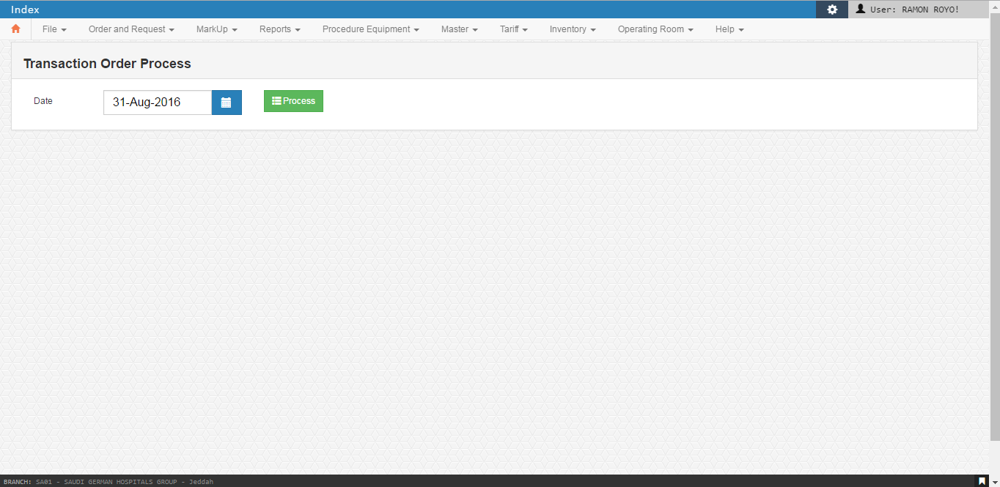 Index
User: RAMON ROYO!
File Order and Request MarkUp Reports Procedure Equipment Master Tariff Inventory Operating Room Help
Transaction Order Process
Date 31-Aug-2016 Process
BRANCH: SA01 - SAUDI GERMAN HOSPITALS GROUP - Jeddah